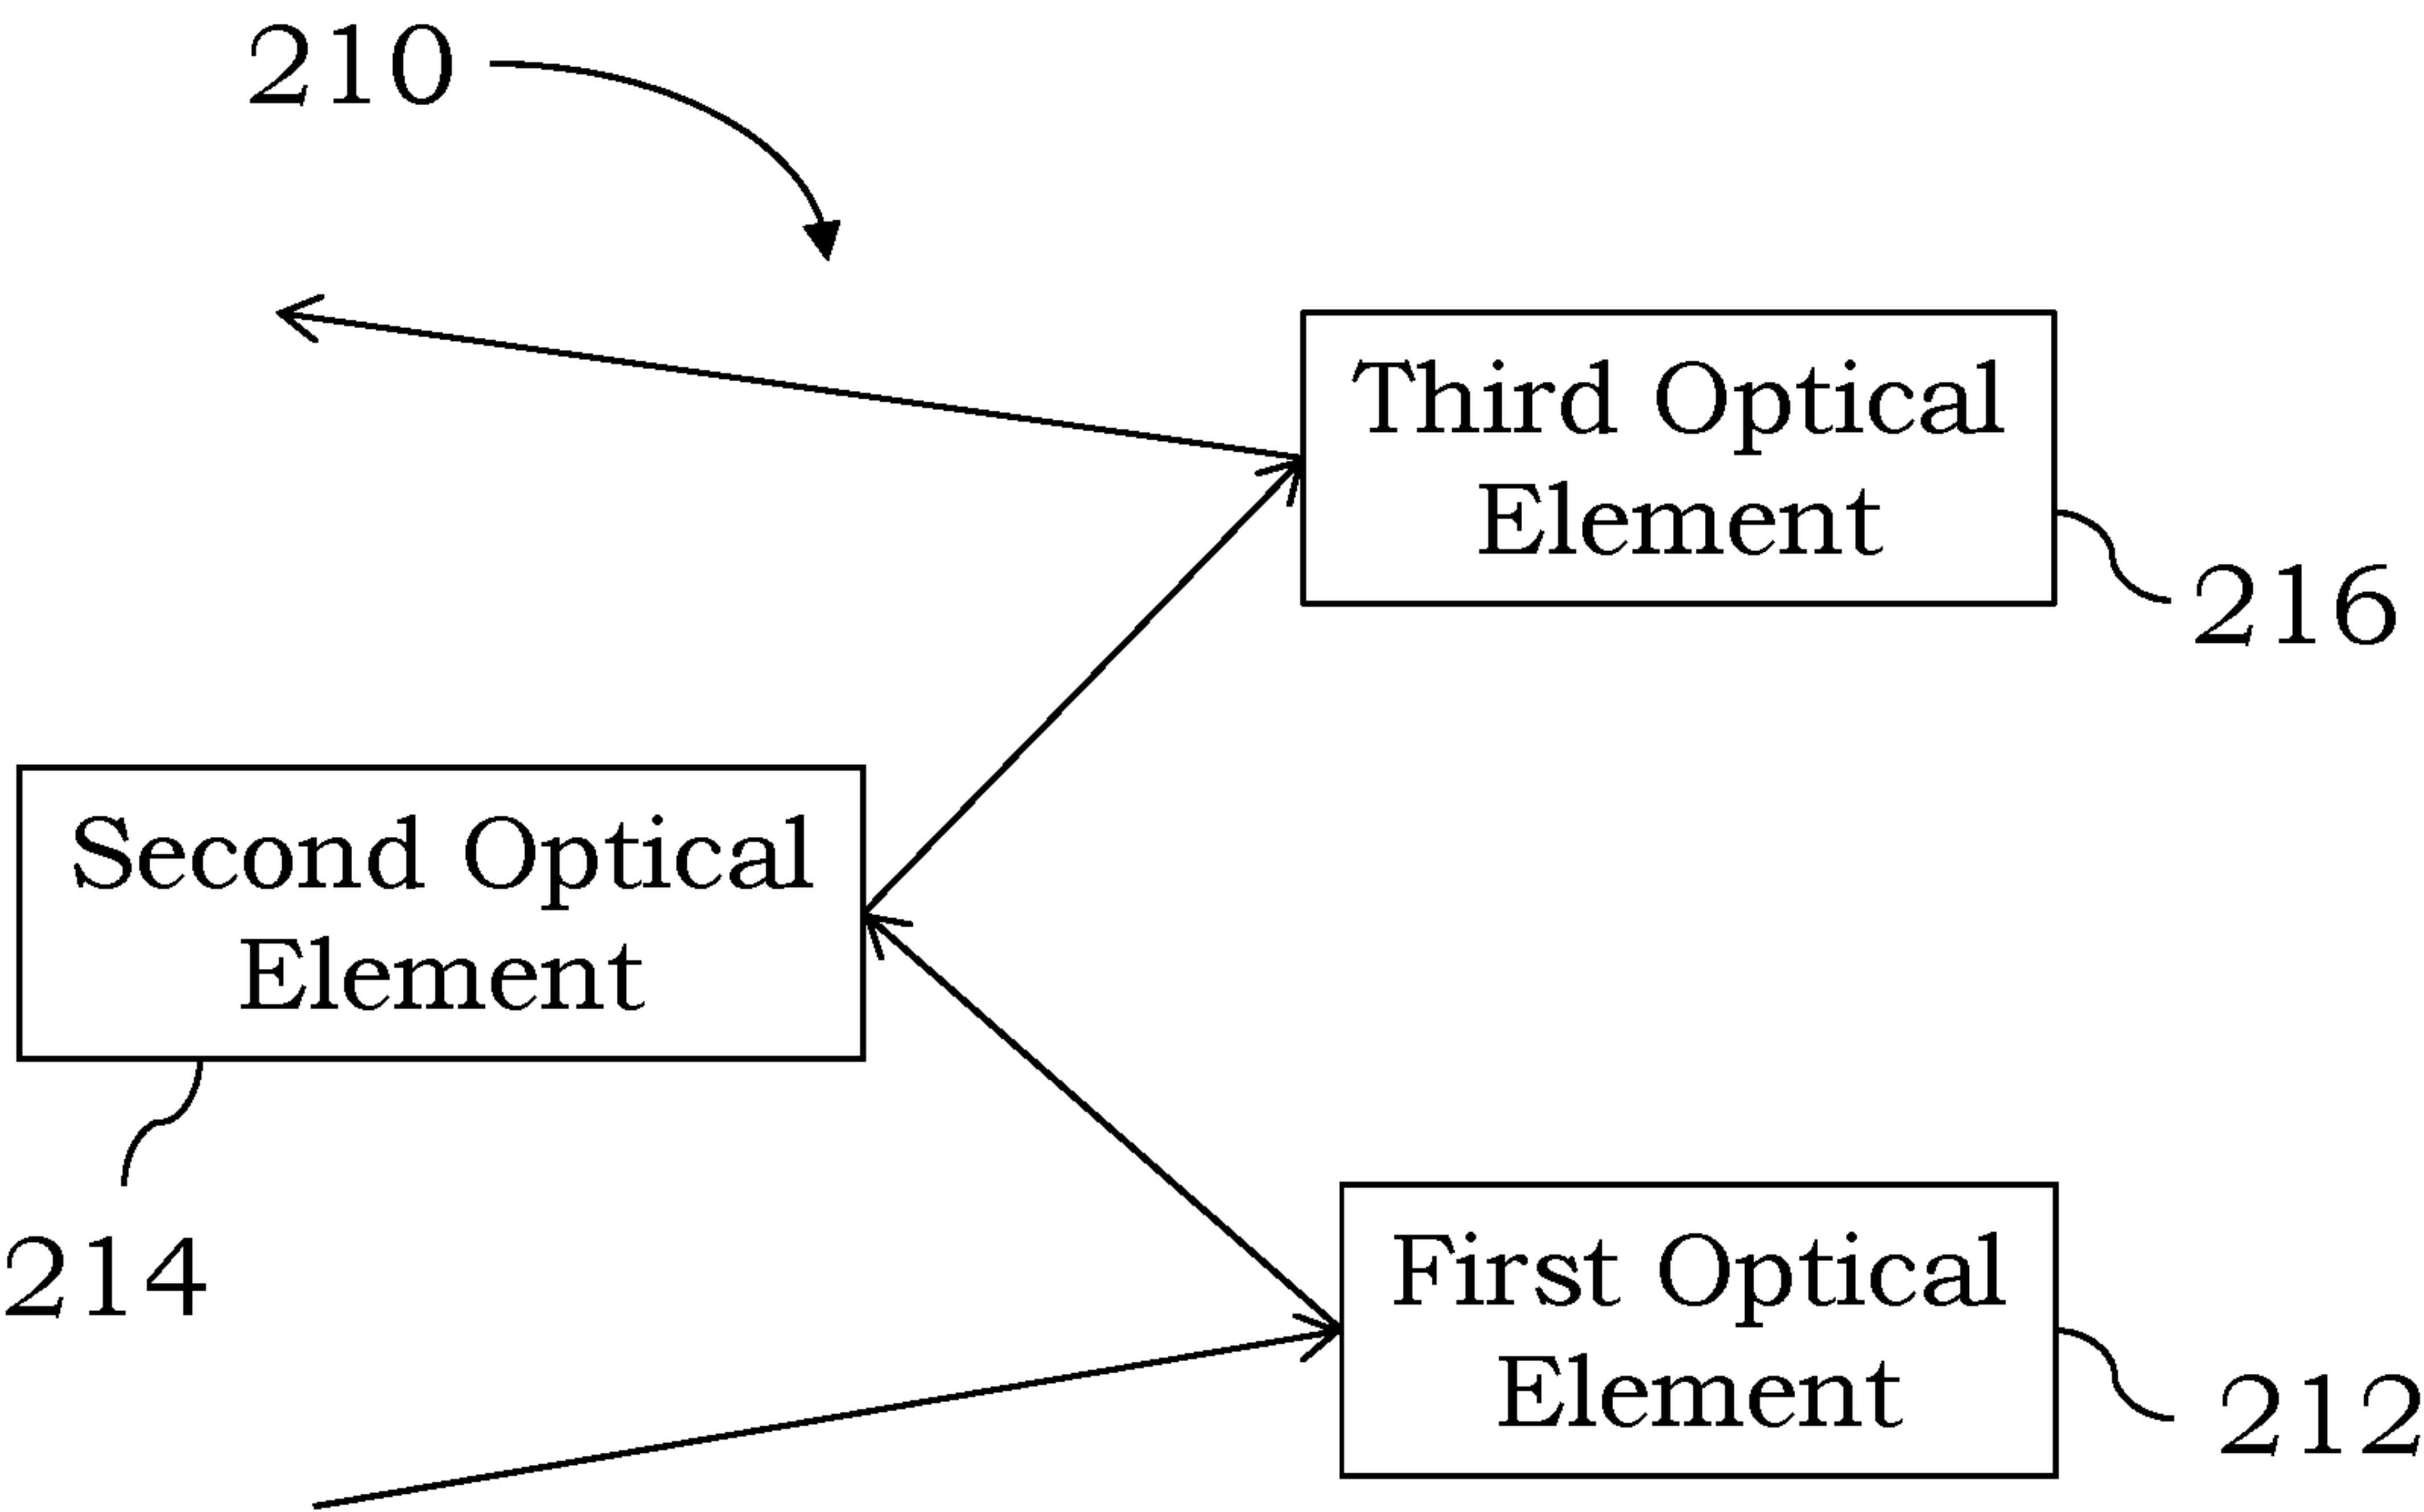 210
Third Optical
Element
216
Second Optical
Element
214
First Optical
Element
212